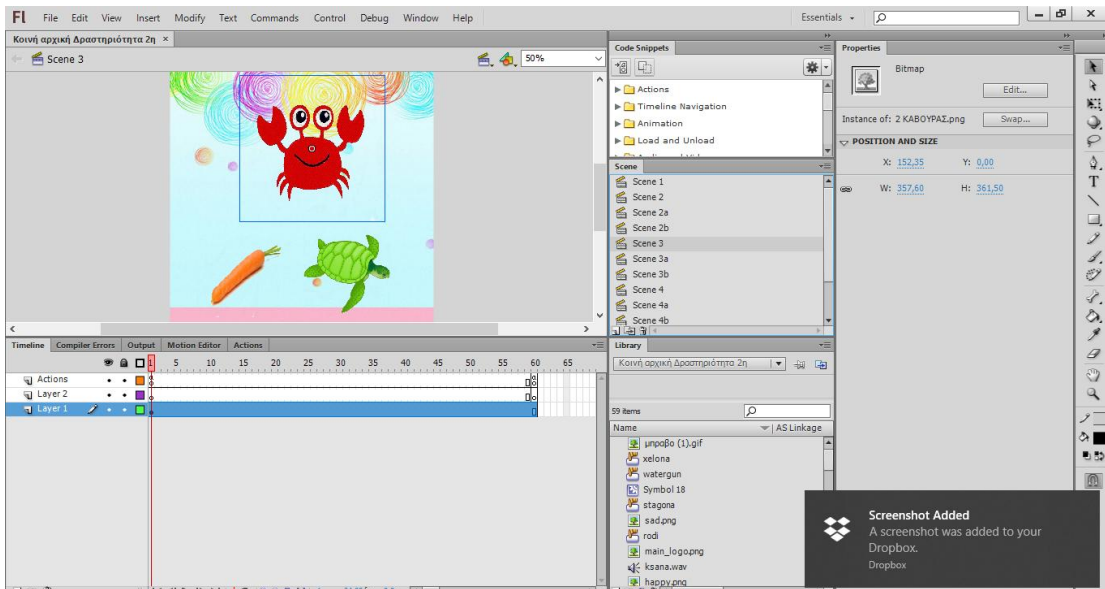 Fl File Edit View Insert Modify Text Commands Control Debug Window Help Essentials
Κοινή αρχική Δραστηριότητα 2η ×
Scene 3 50%
Code Snippets
Actions
Timeline Navigation
Animation
Load and Unload
Scene
Scene 1
Scene 2
Scene 2a
Scene 2b
Scene 3
Scene 3a
Scene 3b
Scene 4
Scene 4a
Scene 4b
Properties
Bitmap
Edit...
Instance of: 2 ΚΑΒΟΥΡΑΣ.png Swap...
POSITION AND SIZE
X: 152,35 Y: 0,00
W: 357,60 H: 361,50
Timeline Compiler Errors Output Motion Editor Actions
1 5 10 15 20 25 30 35 40 45 50 55 60 65
Actions
Layer 2
Layer 1
Library
Κοινή αρχική Δραστηριότητα 2η
59 items
Name AS Linkage
μπραβο (1).gif
xelona
watergun
Symbol 18
stagona
sad.png
rodi
main_logo.png
ksana.wav
happy.png
Screenshot Added
A screenshot was added to your
Dropbox.
Dropbox